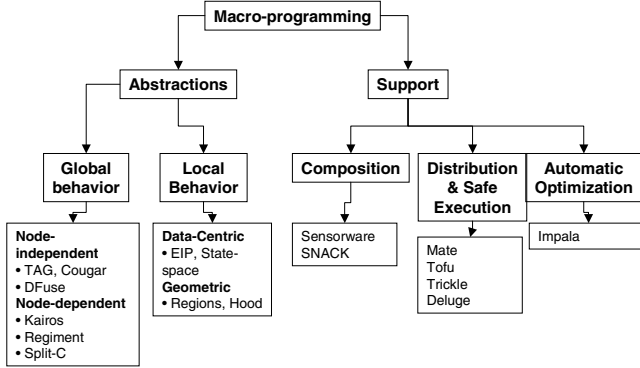 Macro-programming
Abstractions
Support
Global
behavior
Local
Behavior
Composition
Distribution
& Safe
Execution
Automatic
Optimization
Node-
independent
• TAG, Cougar
• DFuse
Node-dependent
• Kairos
• Regiment
• Split-C
Data-Centric
• EIP, State-
space
Geometric
• Regions, Hood
Sensorware
SNACK
Mate
Tofu
Trickle
Deluge
Impala